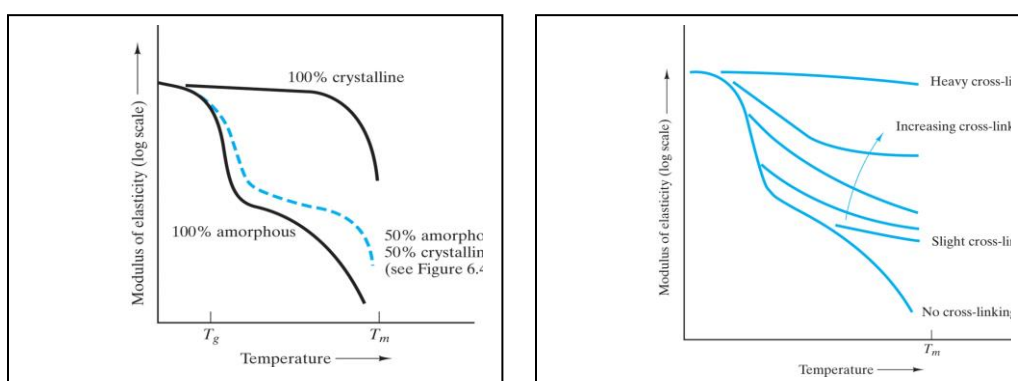 Modulus of elasticity (log scale)
100% crystalline
100% amorphous
50% amorpho
50% crystallin
(see Figure 6.4
Tg
Tm
Temperature
Modulus of elasticity (log scale)
Heavy cross-li
Increasing cross-link
Slight cross-li
No cross-linking
Tm
Temperature